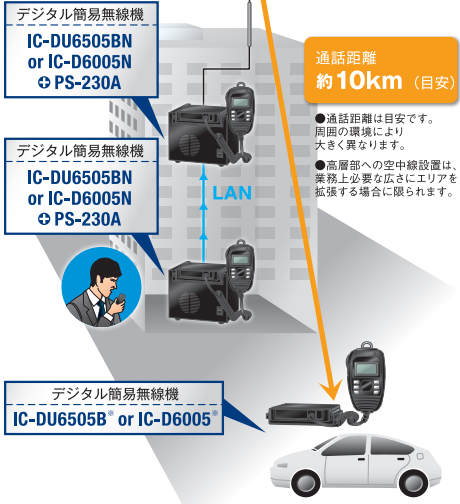 デジタル簡易無線機
IC-DU6505BN
or IC-D6005N
+ PS-230A
通話距離
約10km（目安）
●通話距離は目安です。
周囲の環境により
大きく異なります。
●高層部への空中線設置は、
業務上必要な広さにエリアを
拡張する場合に限られます。
デジタル簡易無線機
IC-DU6505BN
or IC-D6005N
+ PS-230A
LAN
デジタル簡易無線機
IC-DU6505B※ or IC-D6005※